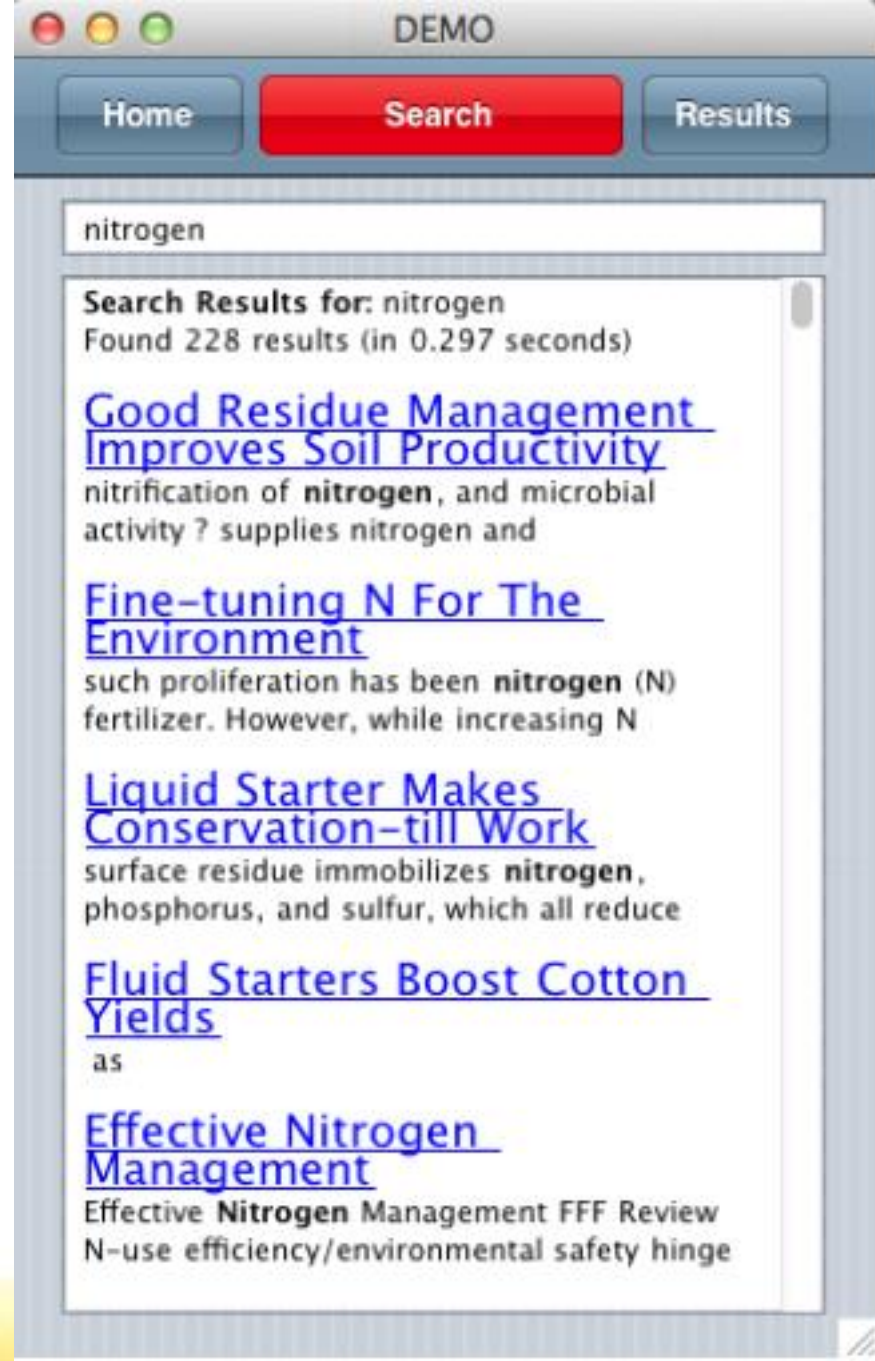 DEMO
Home Search Results
nitrogen
Search Results for: nitrogen
Found 228 results (in 0.297 seconds)
Good Residue Management
Improves Soil Productivity
nitrification of nitrogen, and microbial
activity ? supplies nitrogen and
Fine-tuning N For The
Environment
such proliferation has been nitrogen (N)
fertilizer. However, while increasing N
Liquid Starter Makes
Conservation-till Work
surface residue immobilizes nitrogen,
phosphorus, and sulfur, which all reduce
Fluid Starters Boost Cotton
Yields
as
Effective Nitrogen
Management
Effective Nitrogen Management FFF Review
N-use efficiency/environmental safety hinge